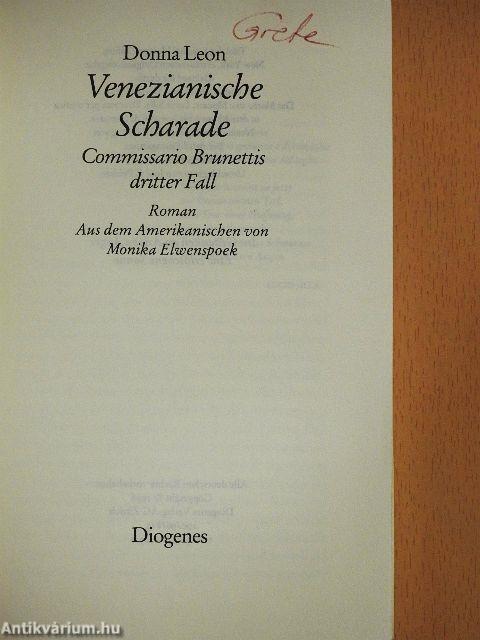 Grete
Donna Leon
Venezianische
Scharade
Commissario Brunettis
dritter Fall
Roman
Aus dem Amerikanischen von
Monika Elwenspoek
Diogenes
Antikvárium.hu